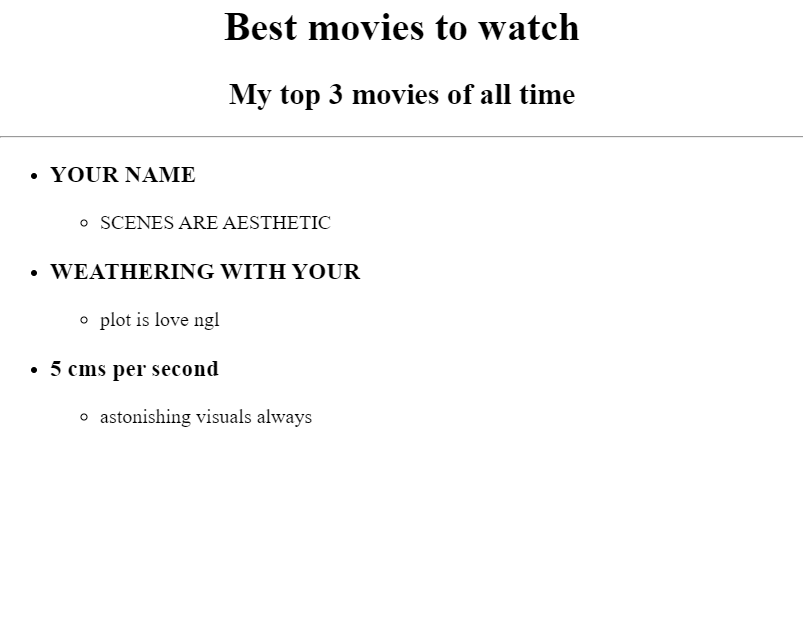 Best movies to watch
My top 3 movies of all time
YOUR NAME
SCENES ARE AESTHETIC
WEATHERING WITH YOUR
plot is love ngl
5 cms per second
astonishing visuals always